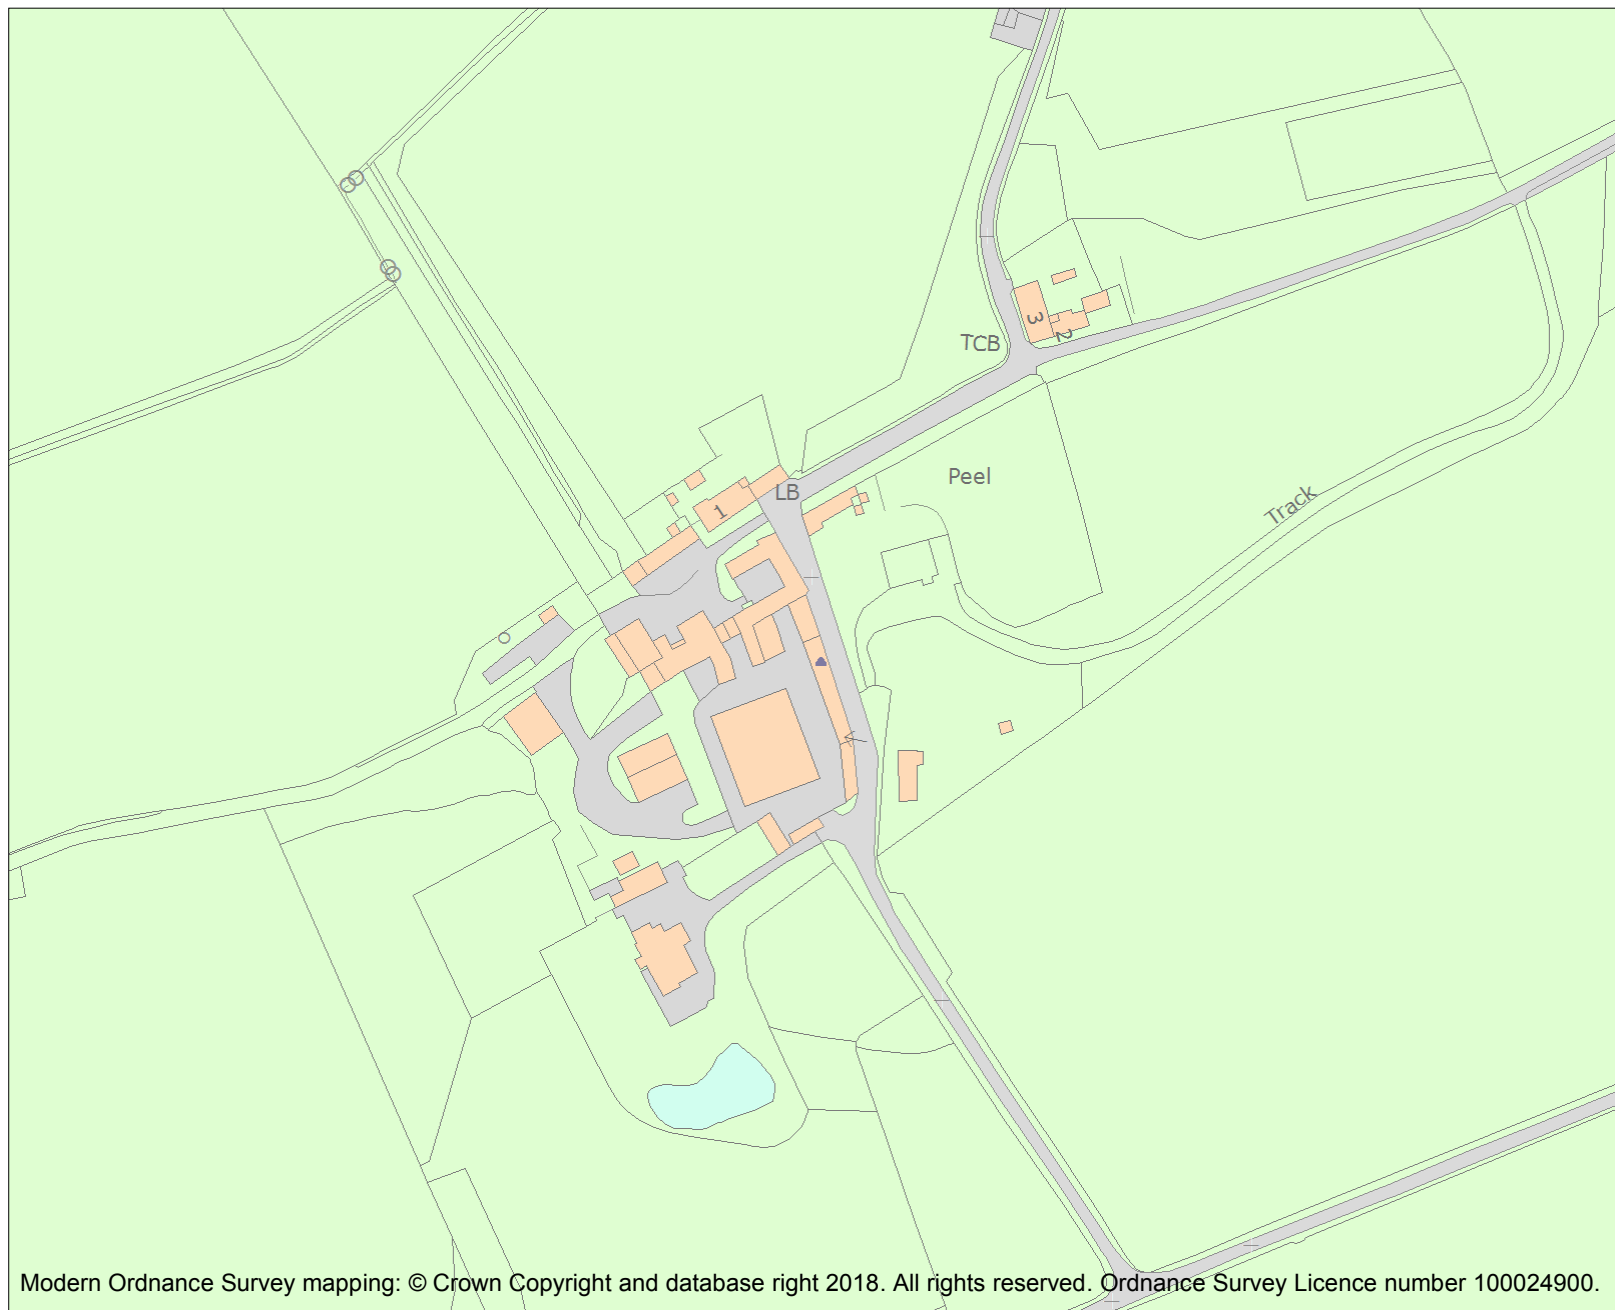 3
2
TCB
Peel
LB
1
Track
Modern Ordnance Survey mapping: © Crown Copyright and database right 2018. All rights reserved. Ordnance Survey Licence number 100024900.